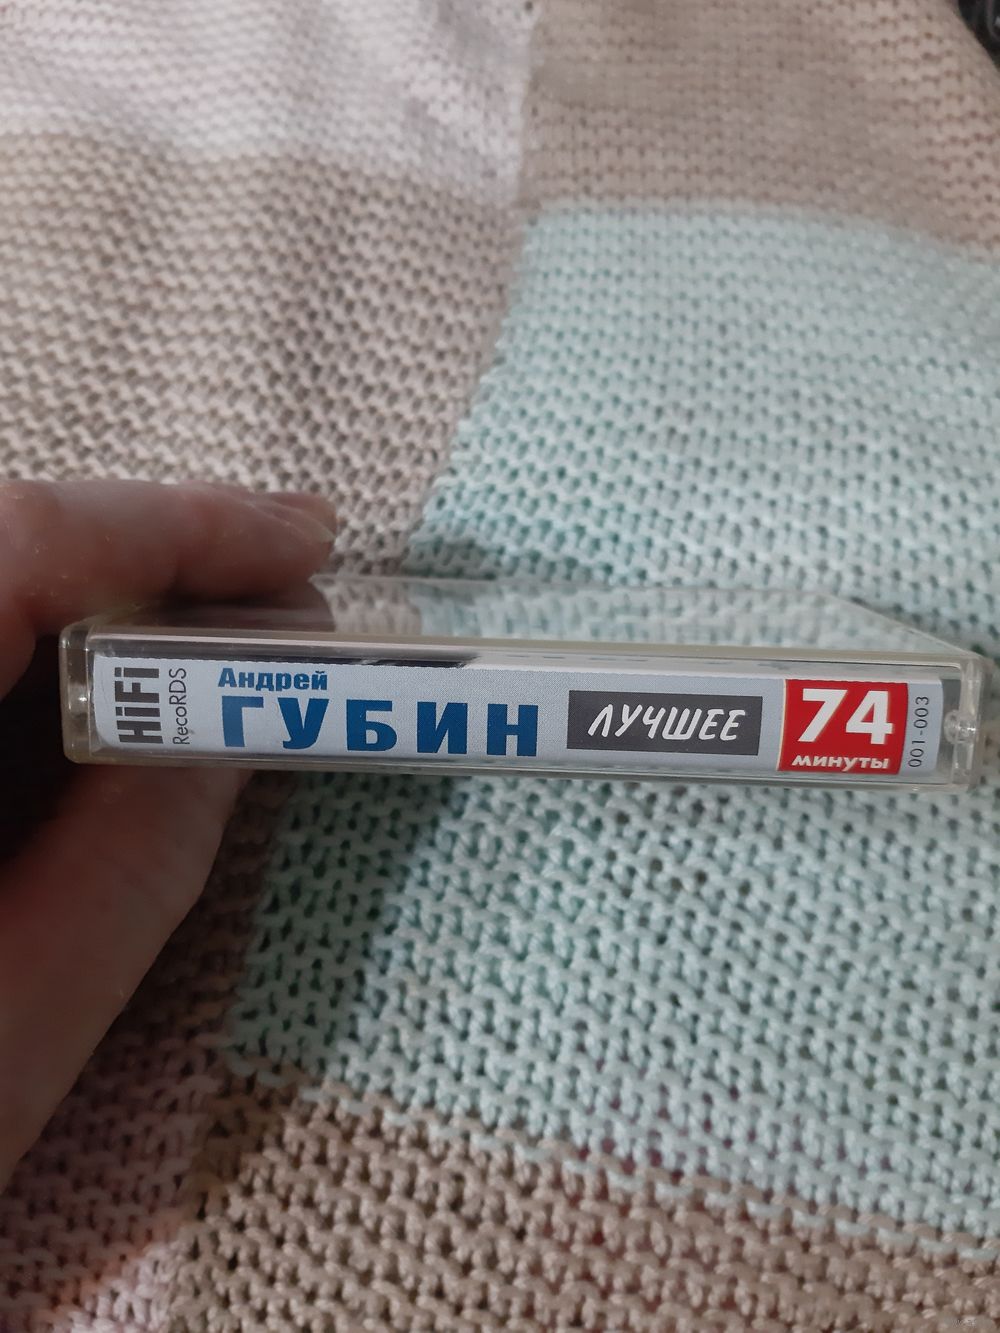 HiFi
RecoRDS
Андрей
ГУБИН
ЛУЧШЕЕ
74
минуты
001-003